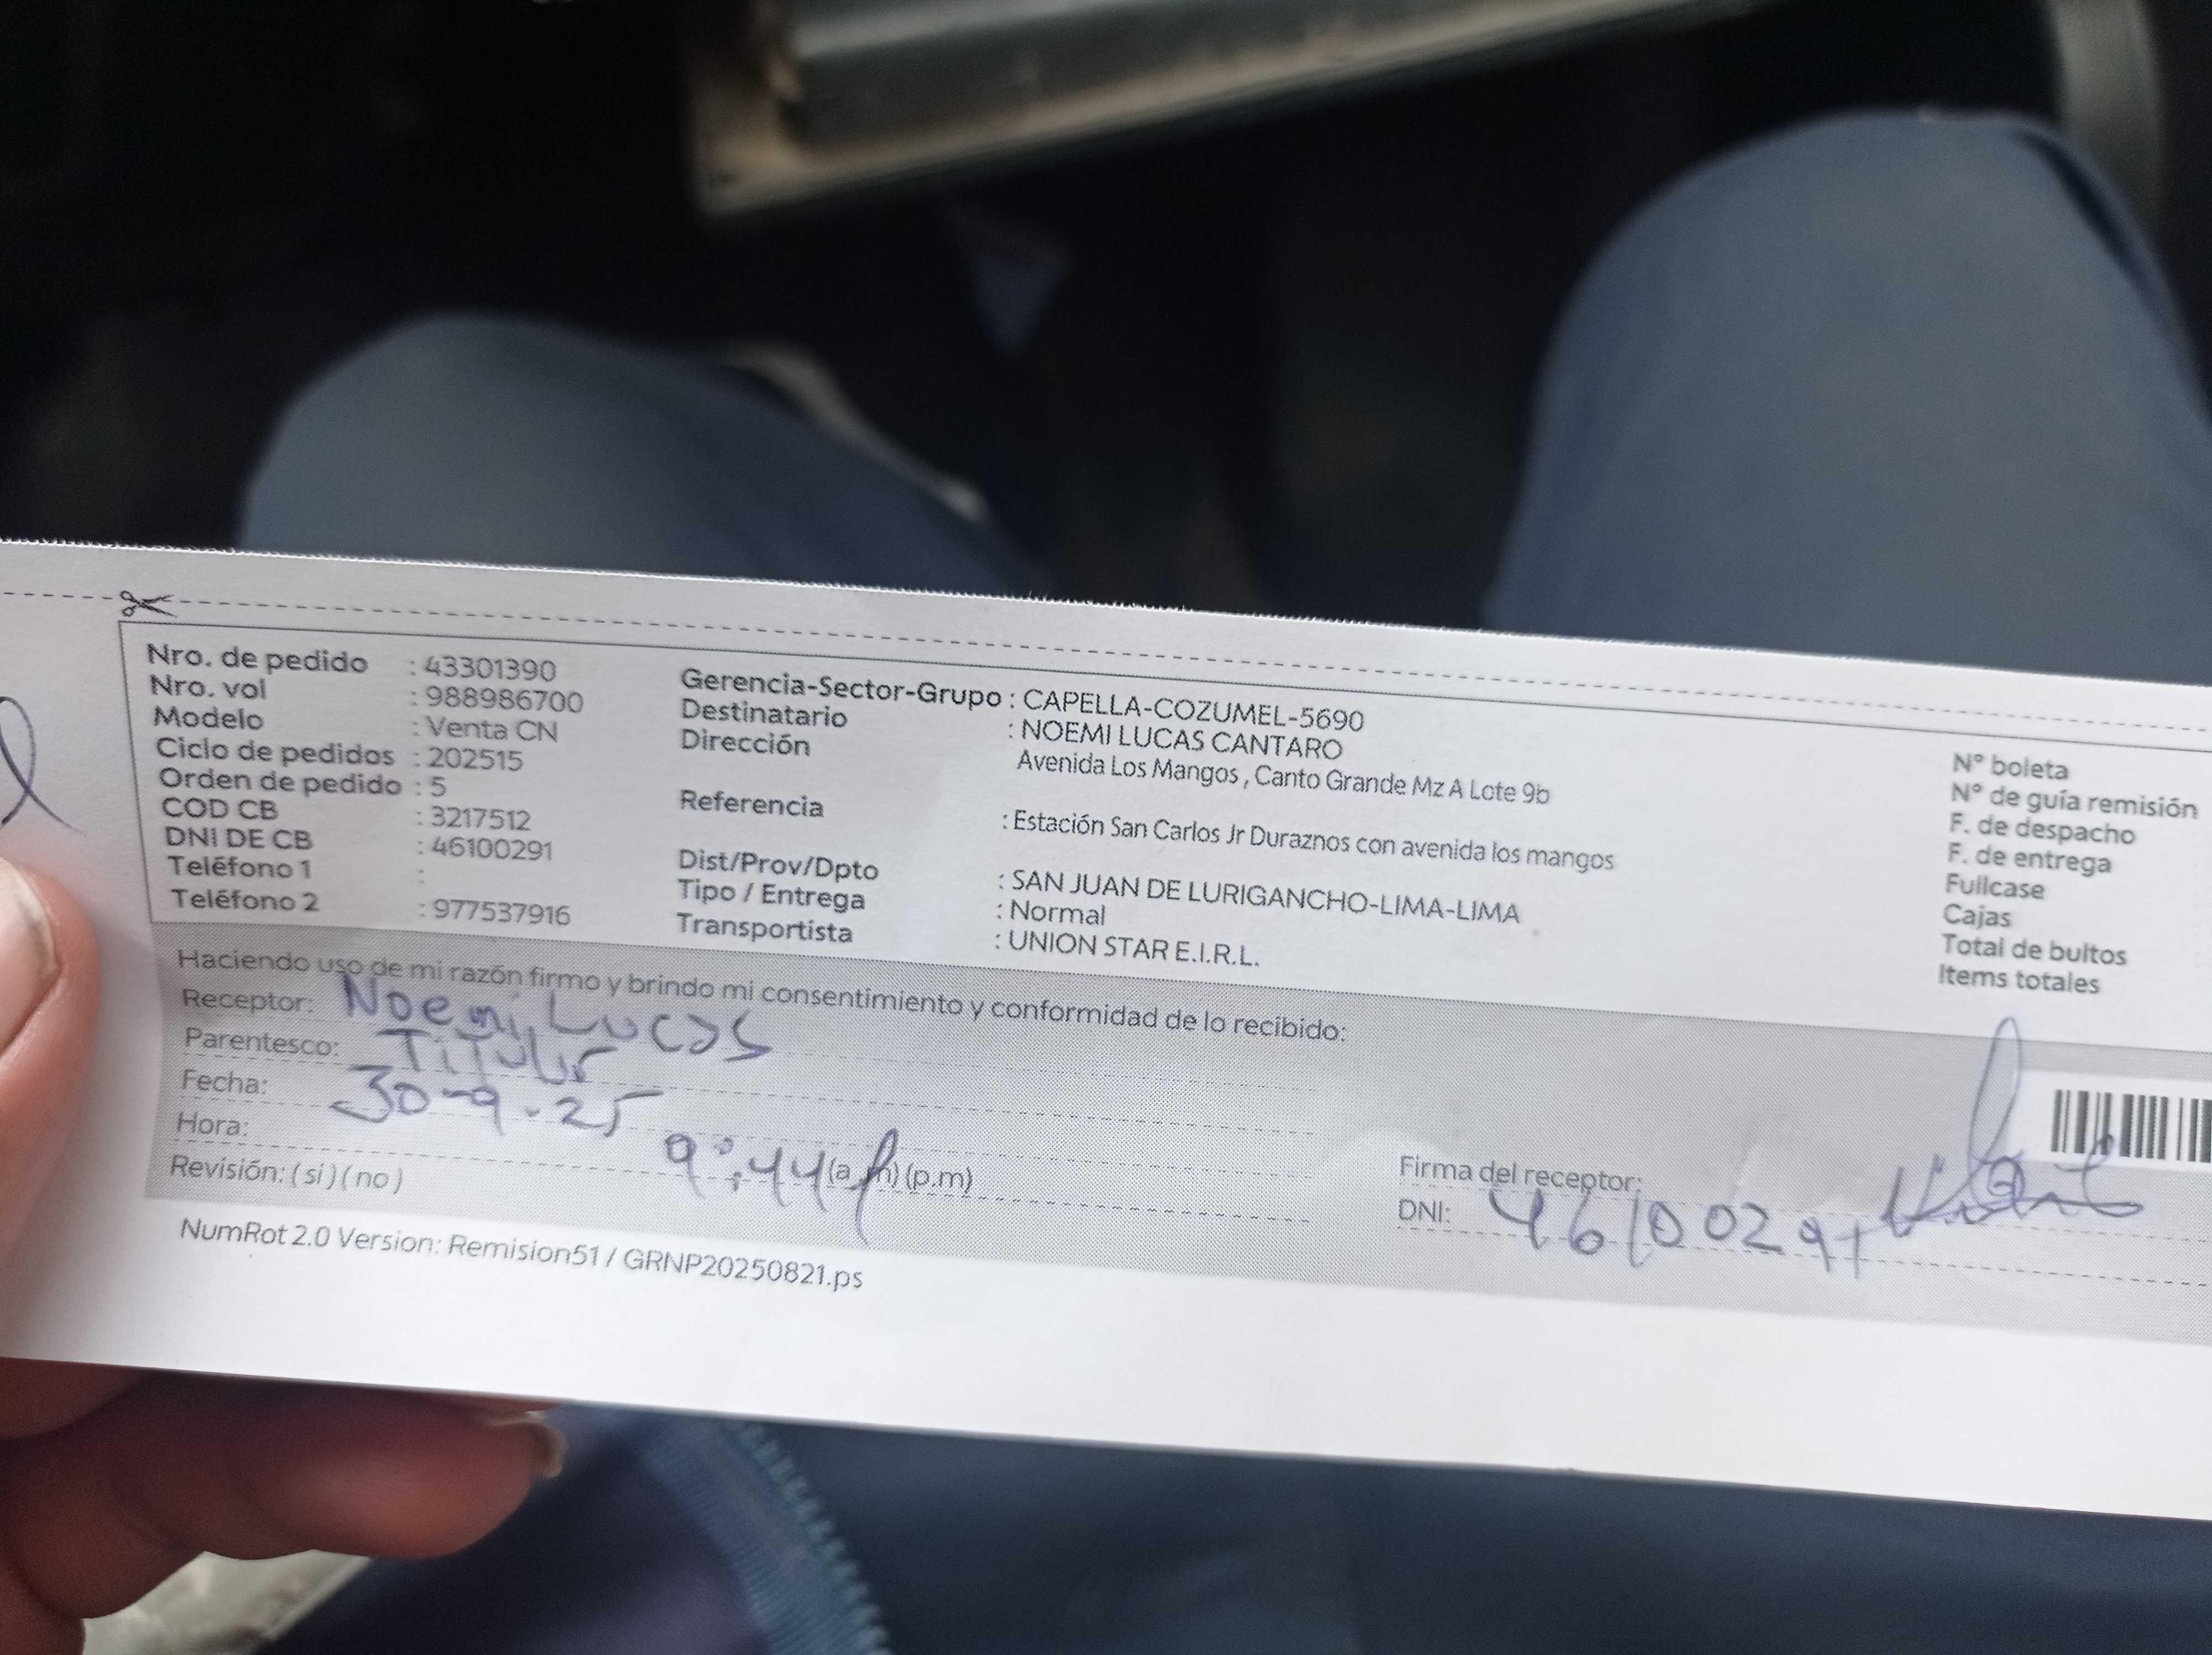 Nro. de pedido : 43301390
Nro. vol : 988986700
Modelo : Venta CN
Ciclo de pedidos : 202515
Orden de pedido : 5
COD CB : 3217512
DNI DE CB : 46100291
Teléfono 1 :
Teléfono 2 : 977537916
Gerencia-Sector-Grupo : CAPELLA-COZUMEL-5690
Destinatario : NOEMI LUCAS CANTARO
Dirección Avenida Los Mangos , Canto Grande Mz A Lote 9b
Referencia : Estación San Carlos Jr Duraznos con avenida los mangos
Dist/Prov/Dpto : SAN JUAN DE LURIGANCHO-LIMA-LIMA
Tipo / Entrega : Normal
Transportista : UNION STAR E.I.R.L.
N° boleta
N° de guía remisión
F. de despacho
F. de entrega
Fullcase
Cajas
Total de bultos
Items totales
Haciendo uso de mi razón firmo y brindo mi consentimiento y conformidad de lo recibido:
Receptor: Noemi Lucas
Parentesco: Titular
Fecha: 30-9-25
Hora: 9:44 (a.m) (p.m)
Revisión: ( si ) ( no )
Firma del receptor:
DNI: 46100291
NumRot 2.0 Version: Remision51 / GRNP20250821.ps